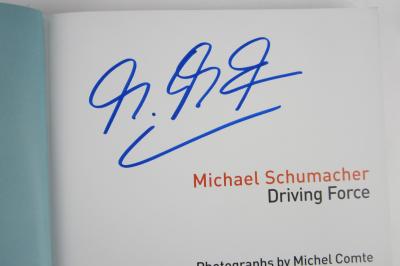 Michael Schumacher
Driving Force
Photographs by Michel Comte